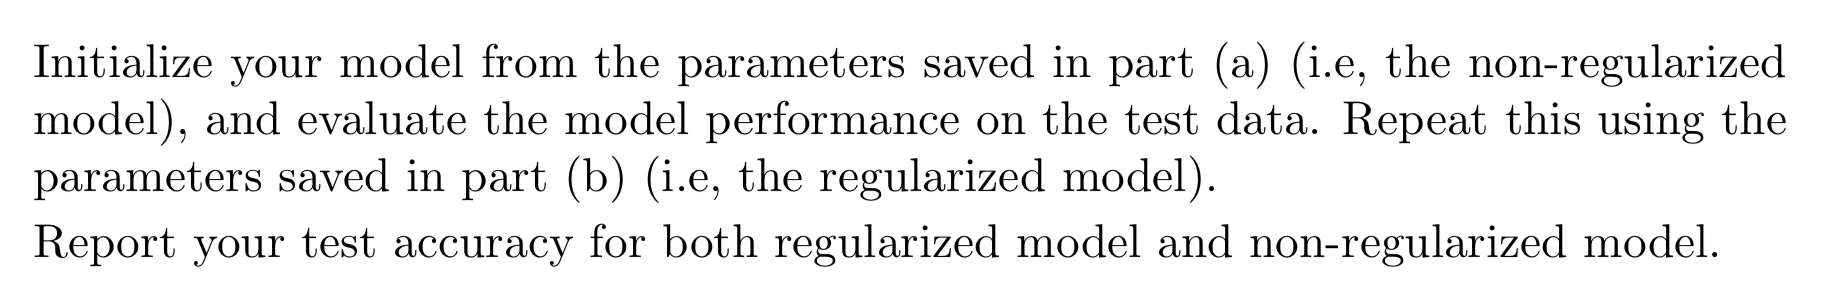 Initialize your model from the parameters saved in part (a) (i.e, the non-regularized
model), and evaluate the model performance on the test data. Repeat this using the
parameters saved in part (b) (i.e, the regularized model).
Report your test accuracy for both regularized model and non-regularized model.